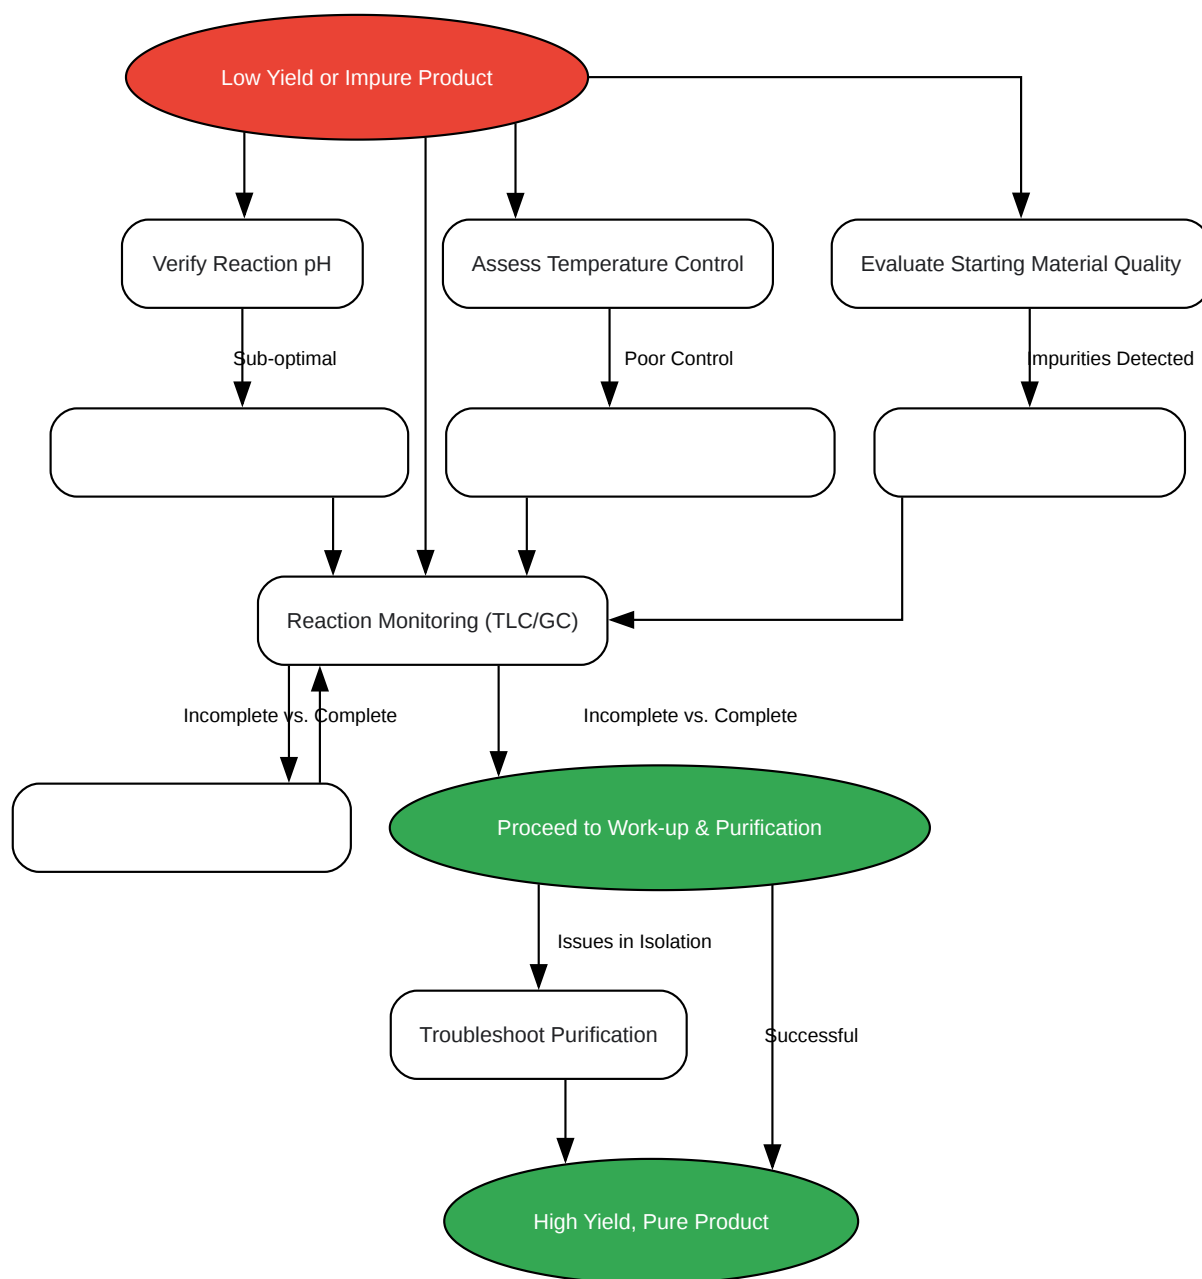 Low Yield or Impure Product
Verify Reaction pH
Assess Temperature Control
Evaluate Starting Material Quality
Sub-optimal
Poor Control
Impurities Detected
Reaction Monitoring (TLC/GC)
Incomplete vs. Complete
Incomplete vs. Complete
Proceed to Work-up & Purification
Issues in Isolation
Troubleshoot Purification
Successful
High Yield, Pure Product